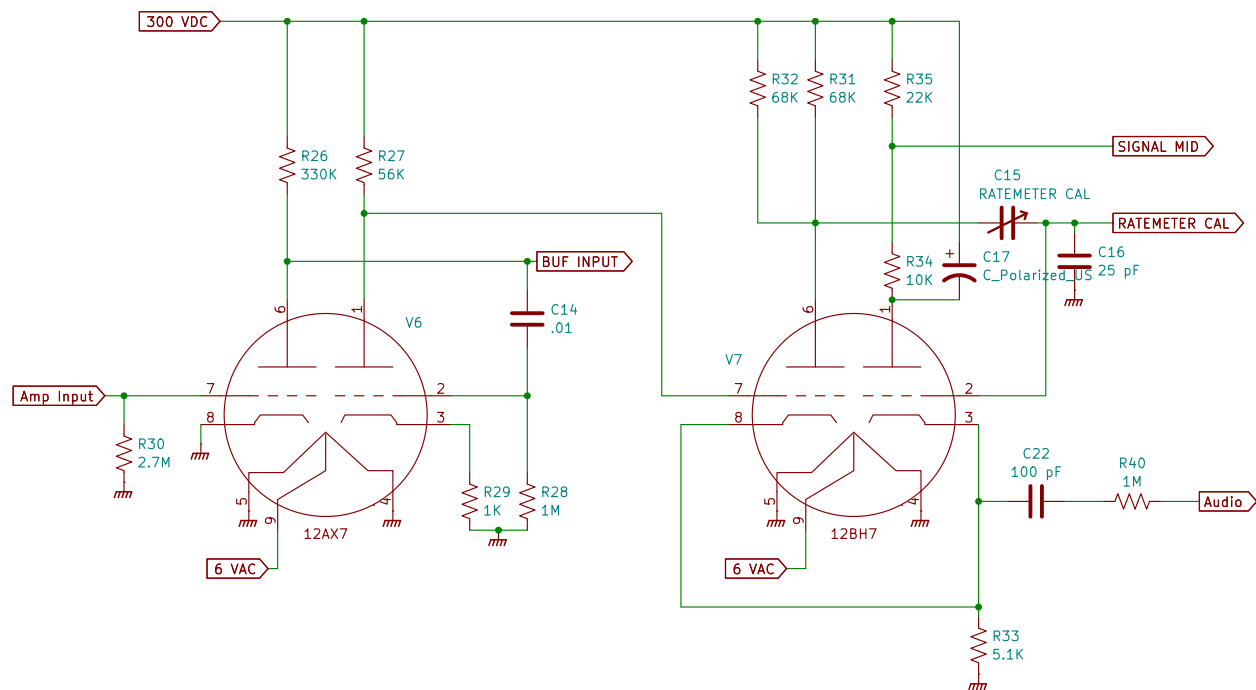 300 VDC
R32
68K
R31
68K
R35
22K
R26
330K
R27
56K
SIGNAL MID
C15
RATEMETER CAL
RATEMETER CAL
BUF INPUT
R34
10K
+
C17
C_Polarized_US
C16
25 pF
6
1
V6
C14
.01
6
1
V7
Amp Input
7
2
7
2
8
3
8
3
R30
2.7M
C22
100 pF
R40
1M
Audio
5
9
4
R29
1K
R28
1M
5
9
4
12AX7
12BH7
6 VAC
6 VAC
R33
5.1K